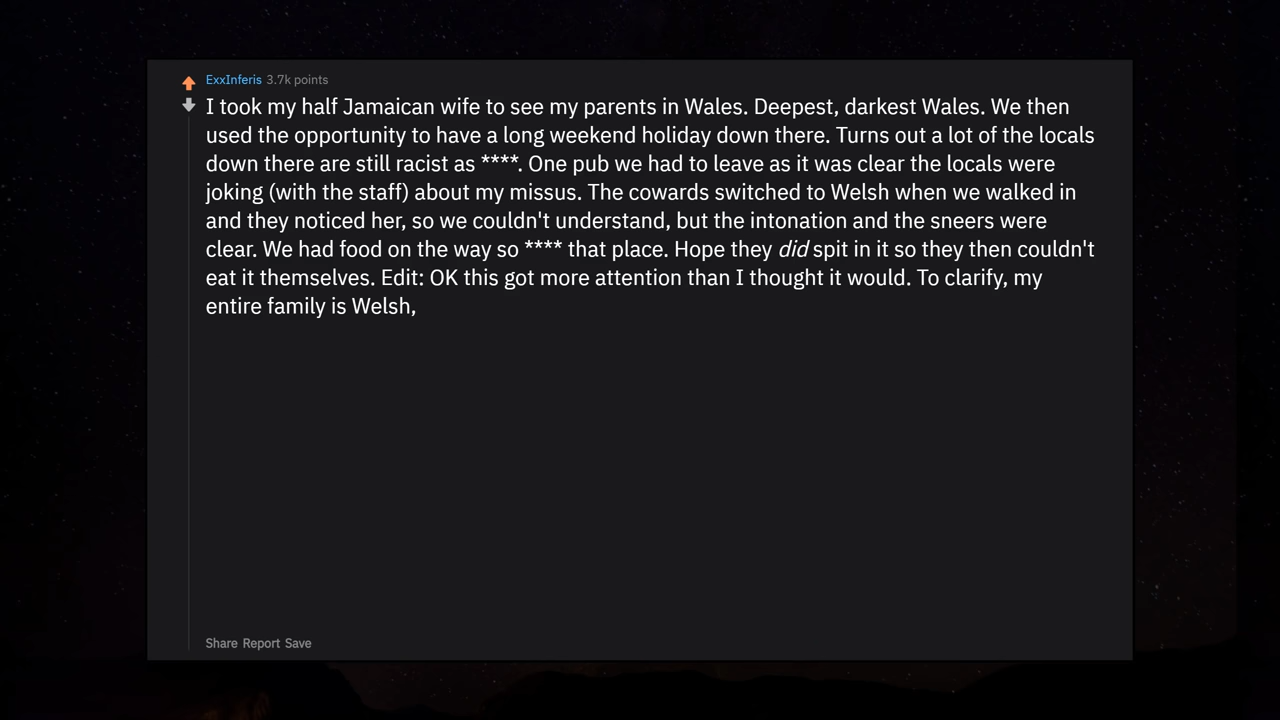 ExxInferis 3.7k points
I took my half Jamaican wife to see my parents in Wales. Deepest, darkest Wales. We then
used the opportunity to have a long weekend holiday down there. Turns out a lot of the locals
down there are still racist as ****. One pub we had to leave as it was clear the locals were
joking (with the staff) about my missus. The cowards switched to Welsh when we walked in
and they noticed her, so we couldn't understand, but the intonation and the sneers were
clear. We had food on the way so **** that place. Hope they did spit in it so they then couldn't
eat it themselves. Edit: OK this got more attention than I thought it would. To clarify, my
entire family is Welsh,
Share Report Save